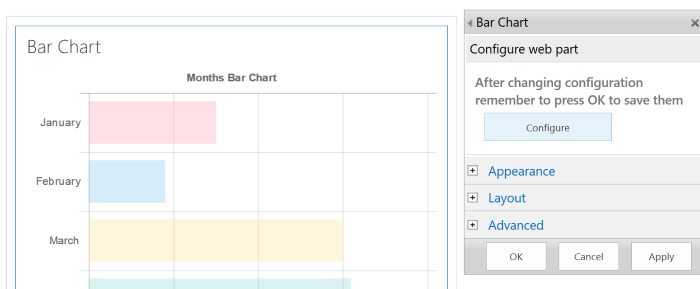 Bar Chart
Months Bar Chart
January
February
March
Bar Chart
Configure web part
After changing configuration
remember to press OK to save them
Configure
Appearance
Layout
Advanced
OK
Cancel
Apply